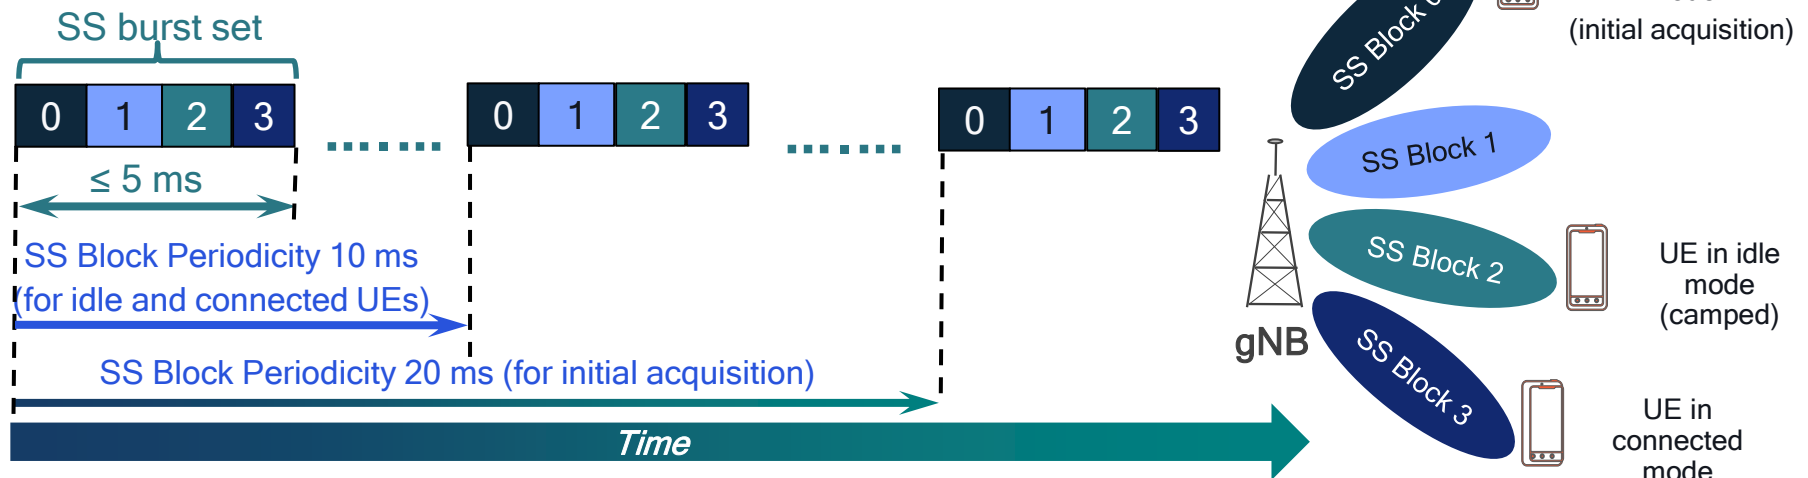 SS burst set
0 1 2 3
0 1 2 3
0 1 2 3
≤ 5 ms
SS Block Periodicity 10 ms
(for idle and connected UEs)
SS Block Periodicity 20 ms (for initial acquisition)
Time
gNB
SS Block
(initial acquisition)
SS Block 1
SS Block 2
UE in idle
mode
(camped)
SS Block 3
UE in
connected
mode